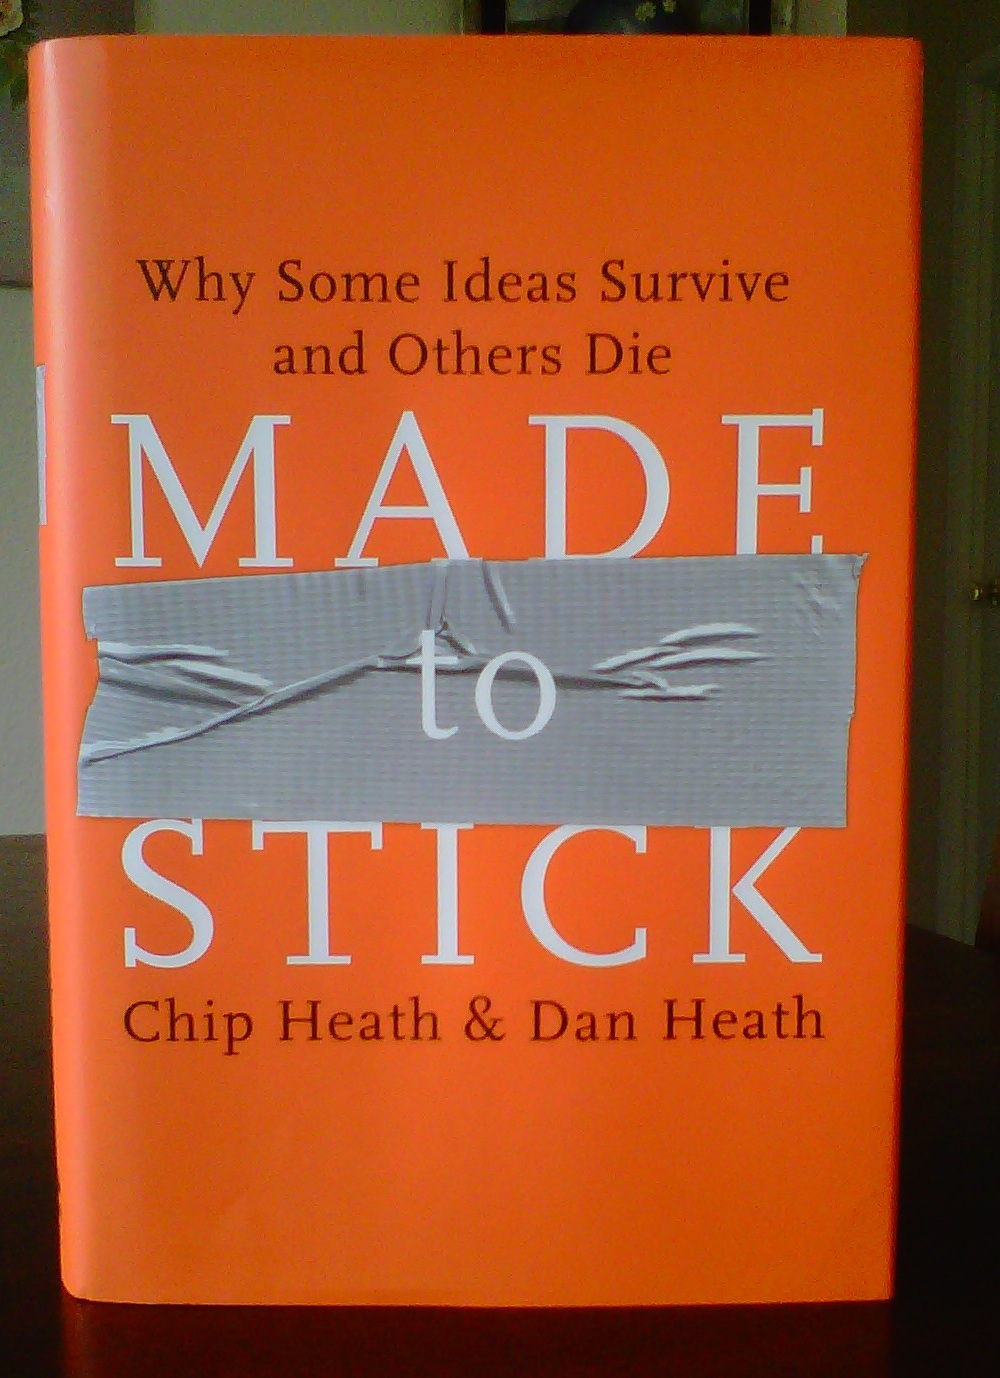 Why Some Ideas Survive
and Others Die
MADE
to
STICK
Chip Heath & Dan Heath